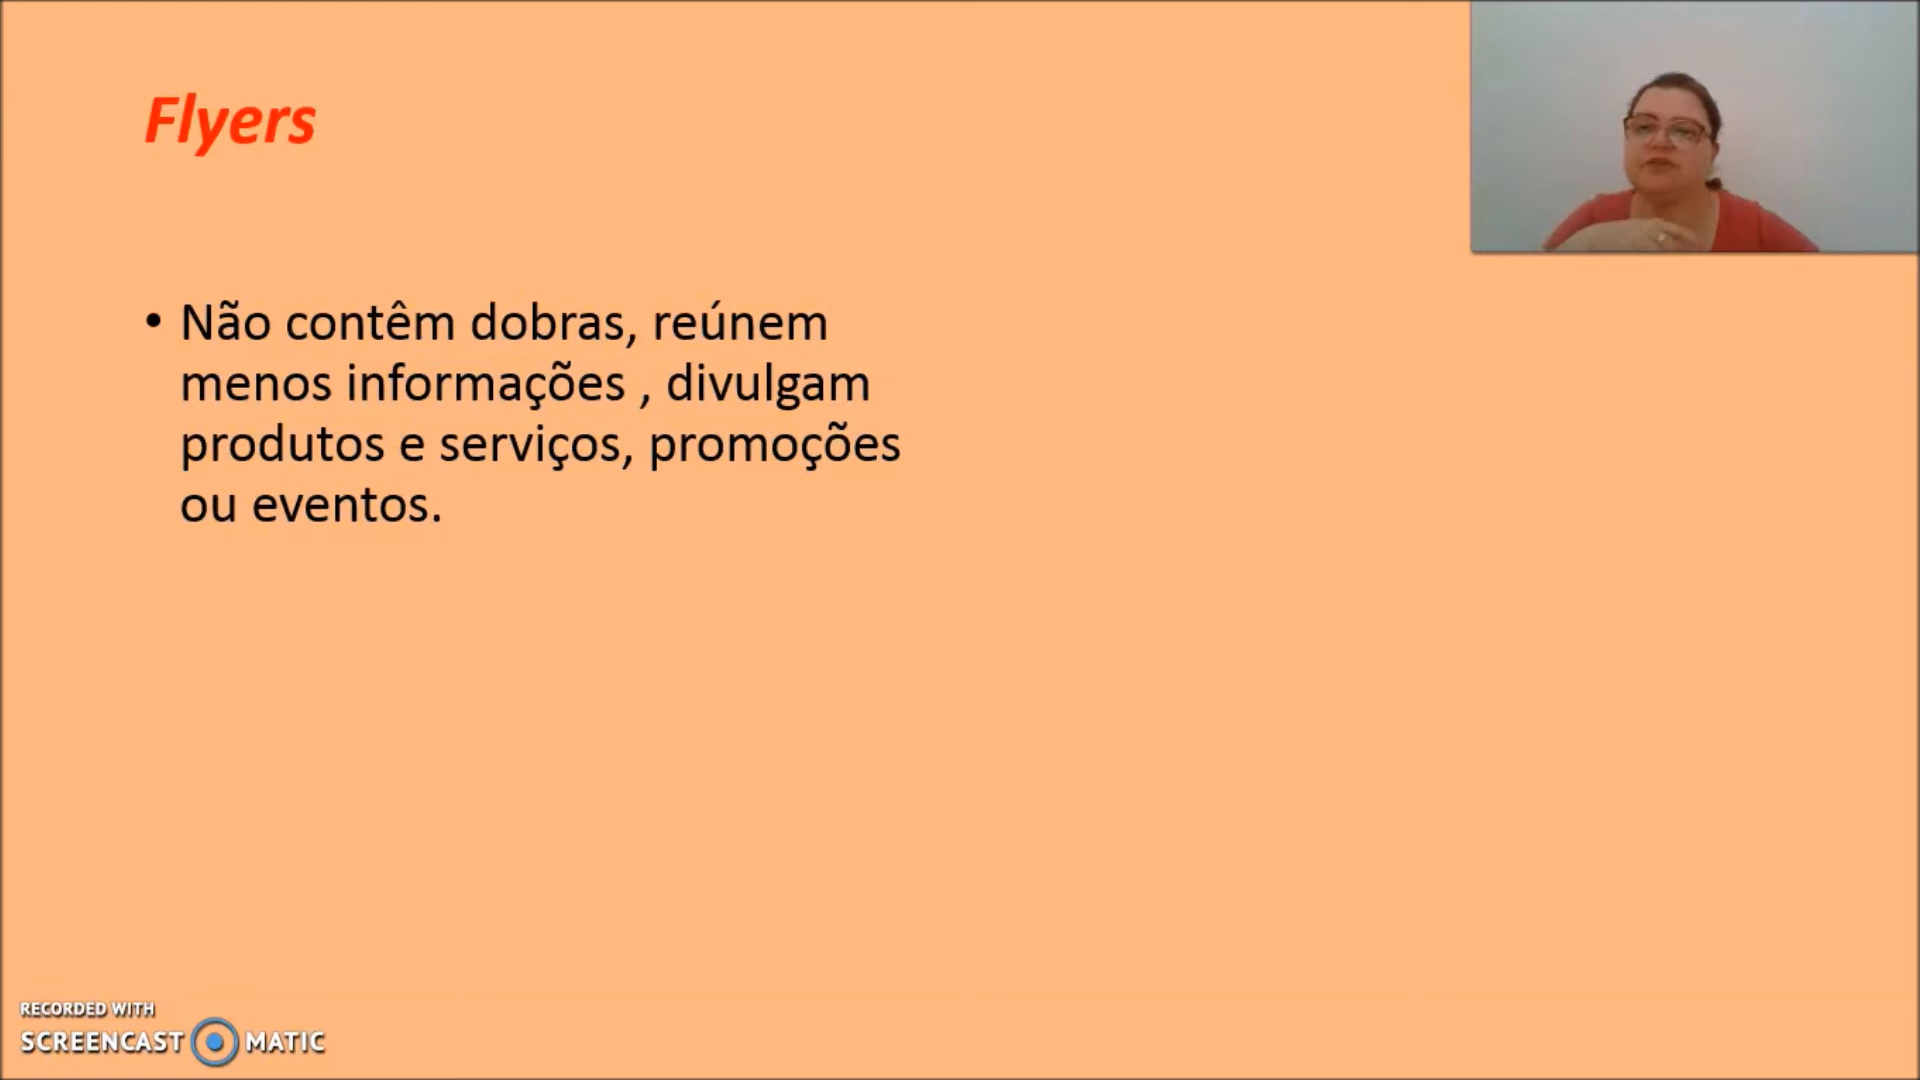 Flyers
• Não contêm dobras, reúnem
menos informações , divulgam
produtos e serviços, promoções
ou eventos.
RECORDED WITH
SCREENCAST MATIC